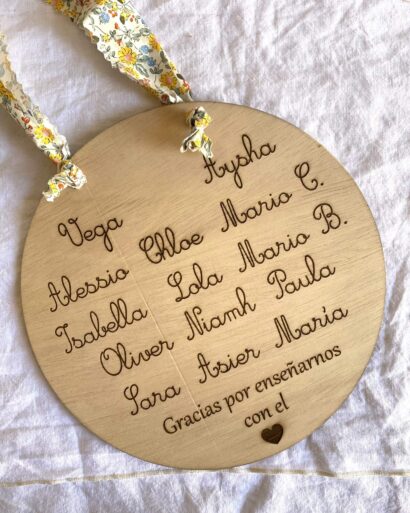 Vega Aysha
Alessio Chloe Mario C.
Isabella Lola Mario B.
Oliver Niamh Paula
Sara Asier María
Gracias por enseñarnos
con el